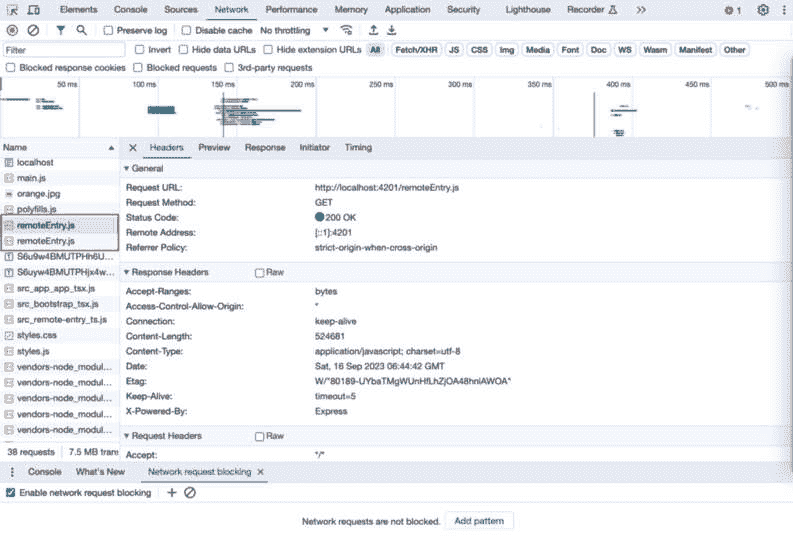 Elements Console Sources Network Performance Memory Application Security Lighthouse Recorder 1
Preserve log Disable cache No throttling
Filter Invert Hide data URLs Hide extension URLs All Fetch/XHR JS CSS Img Media Font Doc WS Wasm Manifest Other
Blocked response cookies Blocked requests 3rd-party requests
50 ms 100 ms 150 ms 200 ms 250 ms 300 ms 350 ms 400 ms 450 ms 500 ms
Name Headers Preview Response Initiator Timing
localhost
main.js
orange.jpg
polyfills.js
remoteEntry.js
remoteEntry.js
S6u9w4BMUTPHh6U...
S6uyw4BMUTPHjx4w...
src_app_app_tsx.js
src_bootstrap_tsx.js
src_remote-entry_ts.js
styles.css
styles.js
vendors-node_modul...
vendors-node_modul...
vendors-node_modul...
vendors-node_modul...
vendors-node_modul...
38 requests 7.5 MB tran
General
Request URL: http://localhost:4201/remoteEntry.js
Request Method: GET
Status Code: 200 OK
Remote Address: [::1]:4201
Referrer Policy: strict-origin-when-cross-origin
Response Headers Raw
Accept-Ranges: bytes
Access-Control-Allow-Origin: *
Connection: keep-alive
Content-Length: 524681
Content-Type: application/javascript; charset=utf-8
Date: Sat, 16 Sep 2023 06:44:42 GMT
Etag: W/"80189-UYbaTMgWUnHfLhZjOA48hniAWOA"
Keep-Alive: timeout=5
X-Powered-By: Express
Request Headers Raw
Accept: */*
Console What's New Network request blocking
Enable network request blocking
Network requests are not blocked. Add pattern